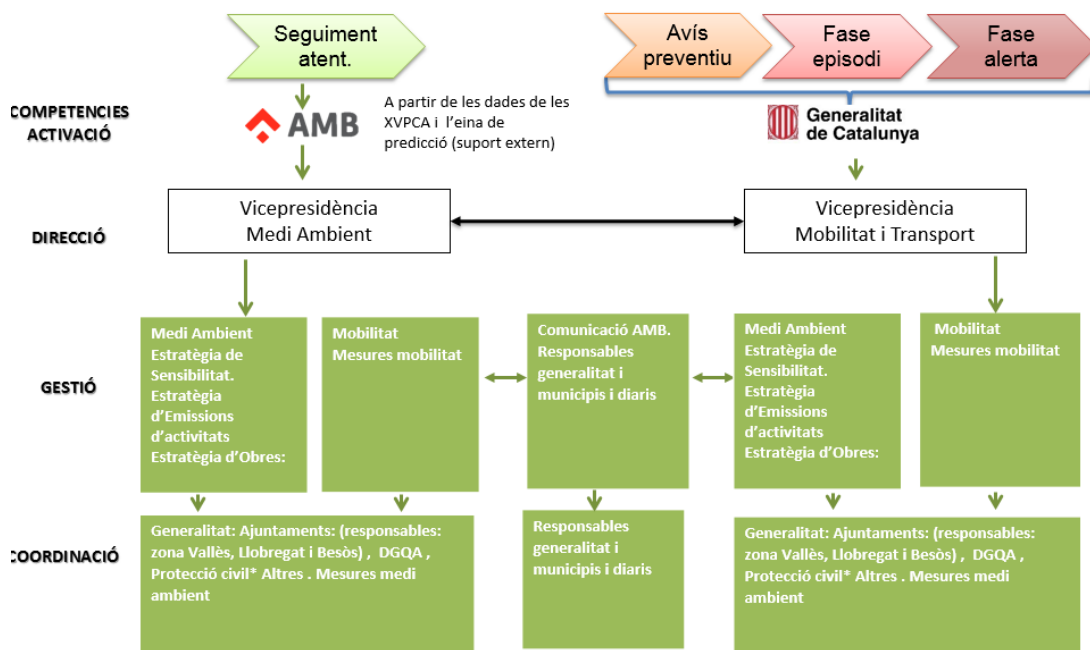 Seguiment
atent.
Avís
preventiu
Fase
episodi
Fase
alerta
COMPETENCIES
ACTIVACIÓ
AMB
A partir de les dades de les
XVPCA i l'eina de
predicció (suport extern)
Generalitat
de Catalunya
DIRECCIÓ
Vicepresidència
Medi Ambient
Vicepresidència
Mobilitat i Transport
GESTIÓ
Medi Ambient
Estratègia de
Sensibilitat.
Estratègia
d'Emissions
d'activitats
Estratègia d'Obres:
Mobilitat
Mesures mobilitat
Comunicació AMB.
Responsables
generalitat i
municipis i diaris
Medi Ambient
Estratègia de
Sensibilitat.
Estratègia
d'Emissions
d'activitats
Estratègia d'Obres:
Mobilitat
Mesures mobilitat
COORDINACIÓ
Generalitat: Ajuntaments: (responsables:
zona Vallès, Llobregat i Besòs) , DGQA ,
Protecció civil* Altres . Mesures medi
ambient
Responsables
generalitat i
municipis i diaris
Generalitat: Ajuntaments: (responsables:
zona Vallès, Llobregat i Besòs) , DGQA ,
Protecció civil* Altres . Mesures medi
ambient